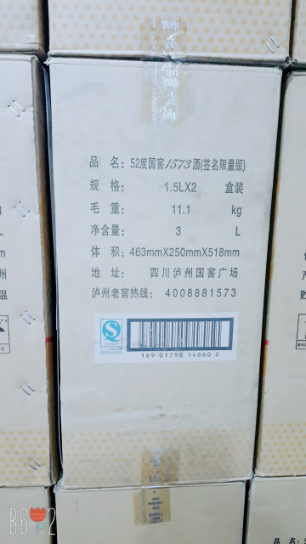 品 名: 52度国窖1573酒(签名限量版)
规 格: 1.5LX2 盒装
毛 重: 11.1 kg
净含量: 3 L
体 积: 463mmX250mmX518mm
地 址: 四川泸州国窖广场
泸州老窖热线: 4008881573